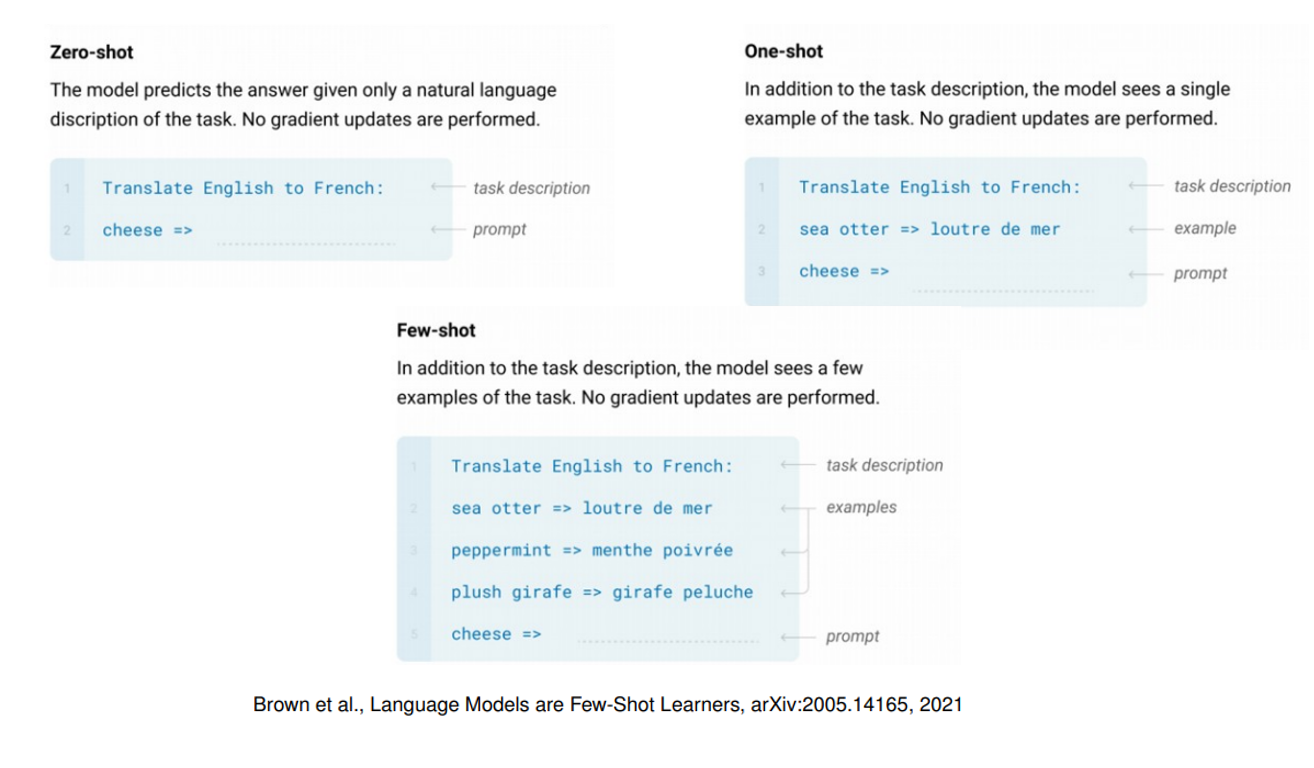 Zero-shot
The model predicts the answer given only a natural language
discription of the task. No gradient updates are performed.
1 Translate English to French: task description
2 cheese => prompt
One-shot
In addition to the task description, the model sees a single
example of the task. No gradient updates are performed.
1 Translate English to French: task description
2 sea otter => loutre de mer example
3 cheese => prompt
Few-shot
In addition to the task description, the model sees a few
examples of the task. No gradient updates are performed.
1 Translate English to French: task description
2 sea otter => loutre de mer examples
3 peppermint => menthe poivrée
4 plush girafe => girafe peluche
5 cheese => prompt
Brown et al., Language Models are Few-Shot Learners, arXiv:2005.14165, 2021